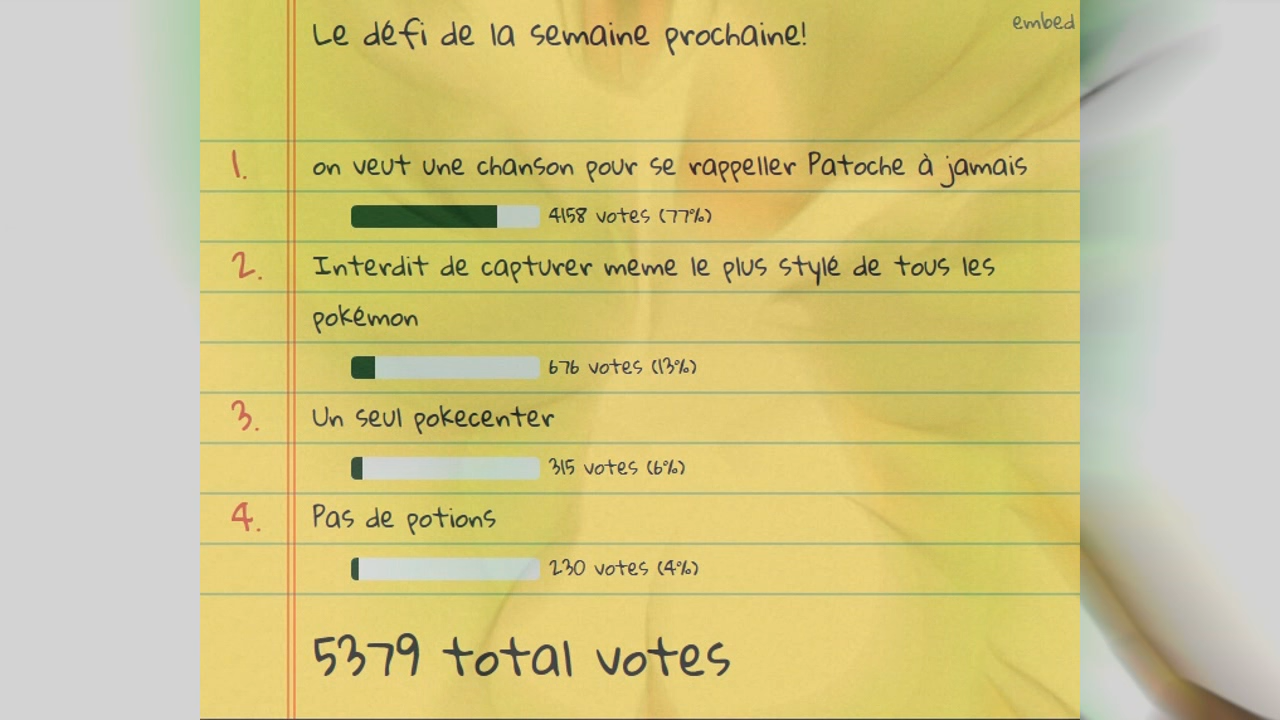 Le défi de la semaine prochaine!
embed
1. on veut une chanson pour se rappeller Patoche à jamais
4158 votes (77%)
2. Interdit de capturer meme le plus stylé de tous les
pokémon
676 votes (13%)
3. Un seul pokecenter
315 votes (6%)
4. Pas de potions
230 votes (4%)
5379 total votes